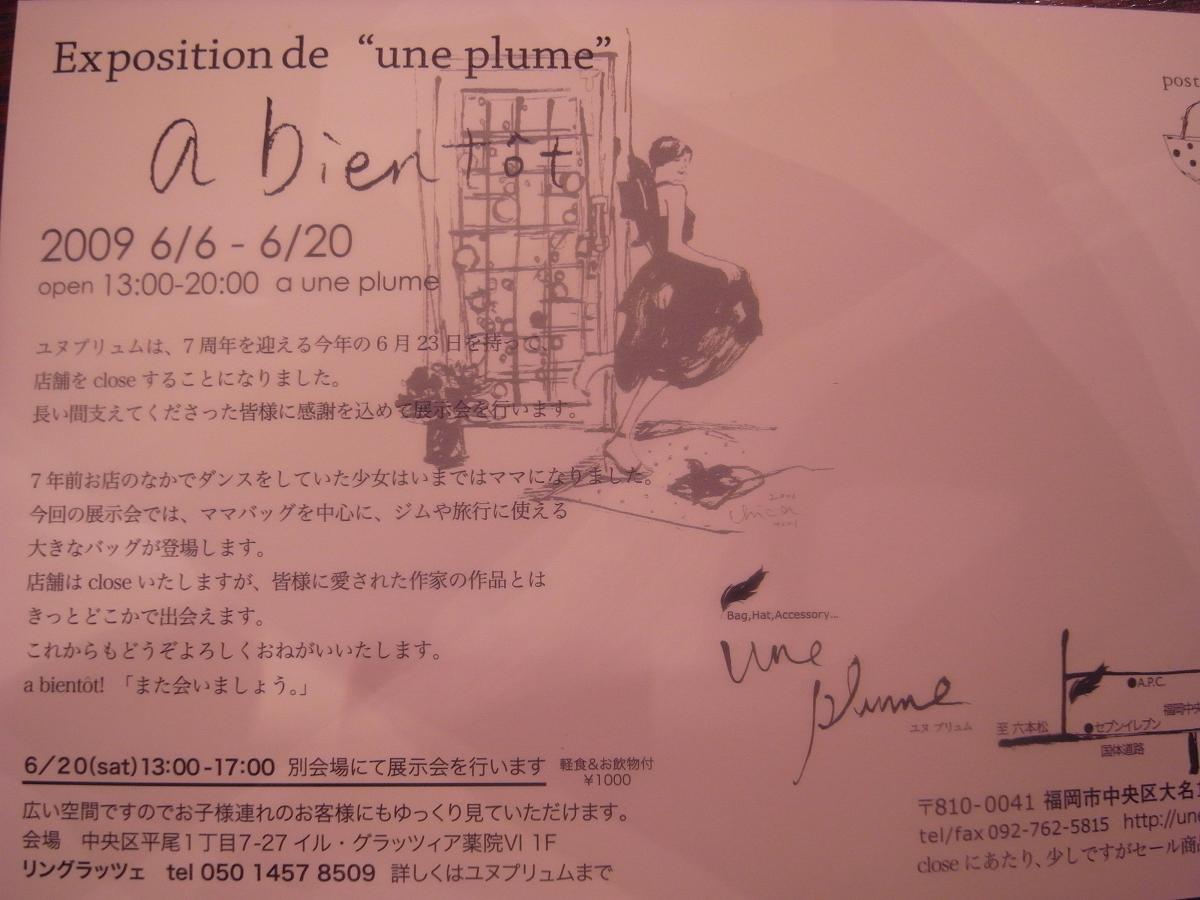 Exposition de "une plume"
a bientôt
2009 6/6 - 6/20
open 13:00-20:00 a une plume
ユヌプリュムは、7周年を迎える今年の6月23日を持って、
店舗を close することになりました。
長い間支えてくださった皆様に感謝を込めて展示会を行います。
7年前お店のなかでダンスをしていた少女はいまではママになりました。
今回の展示会では、ママバッグを中心に、ジムや旅行に使える
大きなバッグが登場します。
店舗は close いたしますが、皆様に愛された作家の作品とは
きっとどこかで出会えます。
これからもどうぞよろしくおねがいいたします。
a bientôt! 「また会いましょう。」
6/20(sat)13:00-17:00 別会場にて展示会を行います
軽食&お飲物付
¥1000
広い空間ですのでお子様連れのお客様にもゆっくり見ていただけます。
会場 中央区平尾1丁目7-27 イル・グラッツィア薬院VI 1F
リングラッツェ tel 050 1457 8509 詳しくはユヌプリュムまで
post
Bag,Hat,Accessory...
une
plume
ユヌ プリュム
A.P.C.
福岡中央
至 六本松
セブンイレブン
国体道路
〒810-0041 福岡市中央区大名1
tel/fax 092-762-5815 http://une
close にあたり、少しですがセール商品